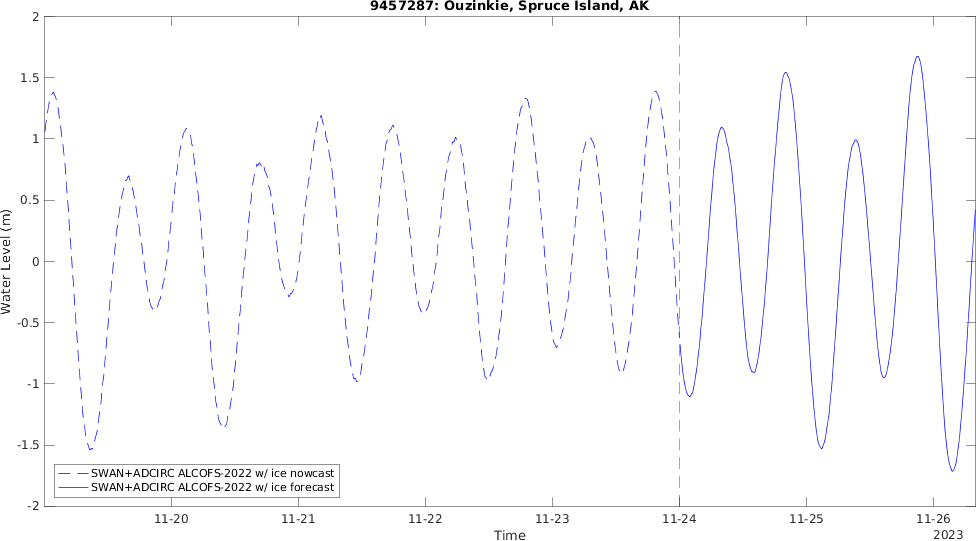 9457287: Ouzinkie, Spruce Island, AK
Water Level (m)
2
1.5
1
0.5
0
-0.5
-1
-1.5
-2
SWAN+ADCIRC ALCOFS-2022 w/ ice nowcast
SWAN+ADCIRC ALCOFS-2022 w/ ice forecast
11-20 11-21 11-22 11-23 11-24 11-25 11-26
Time
2023